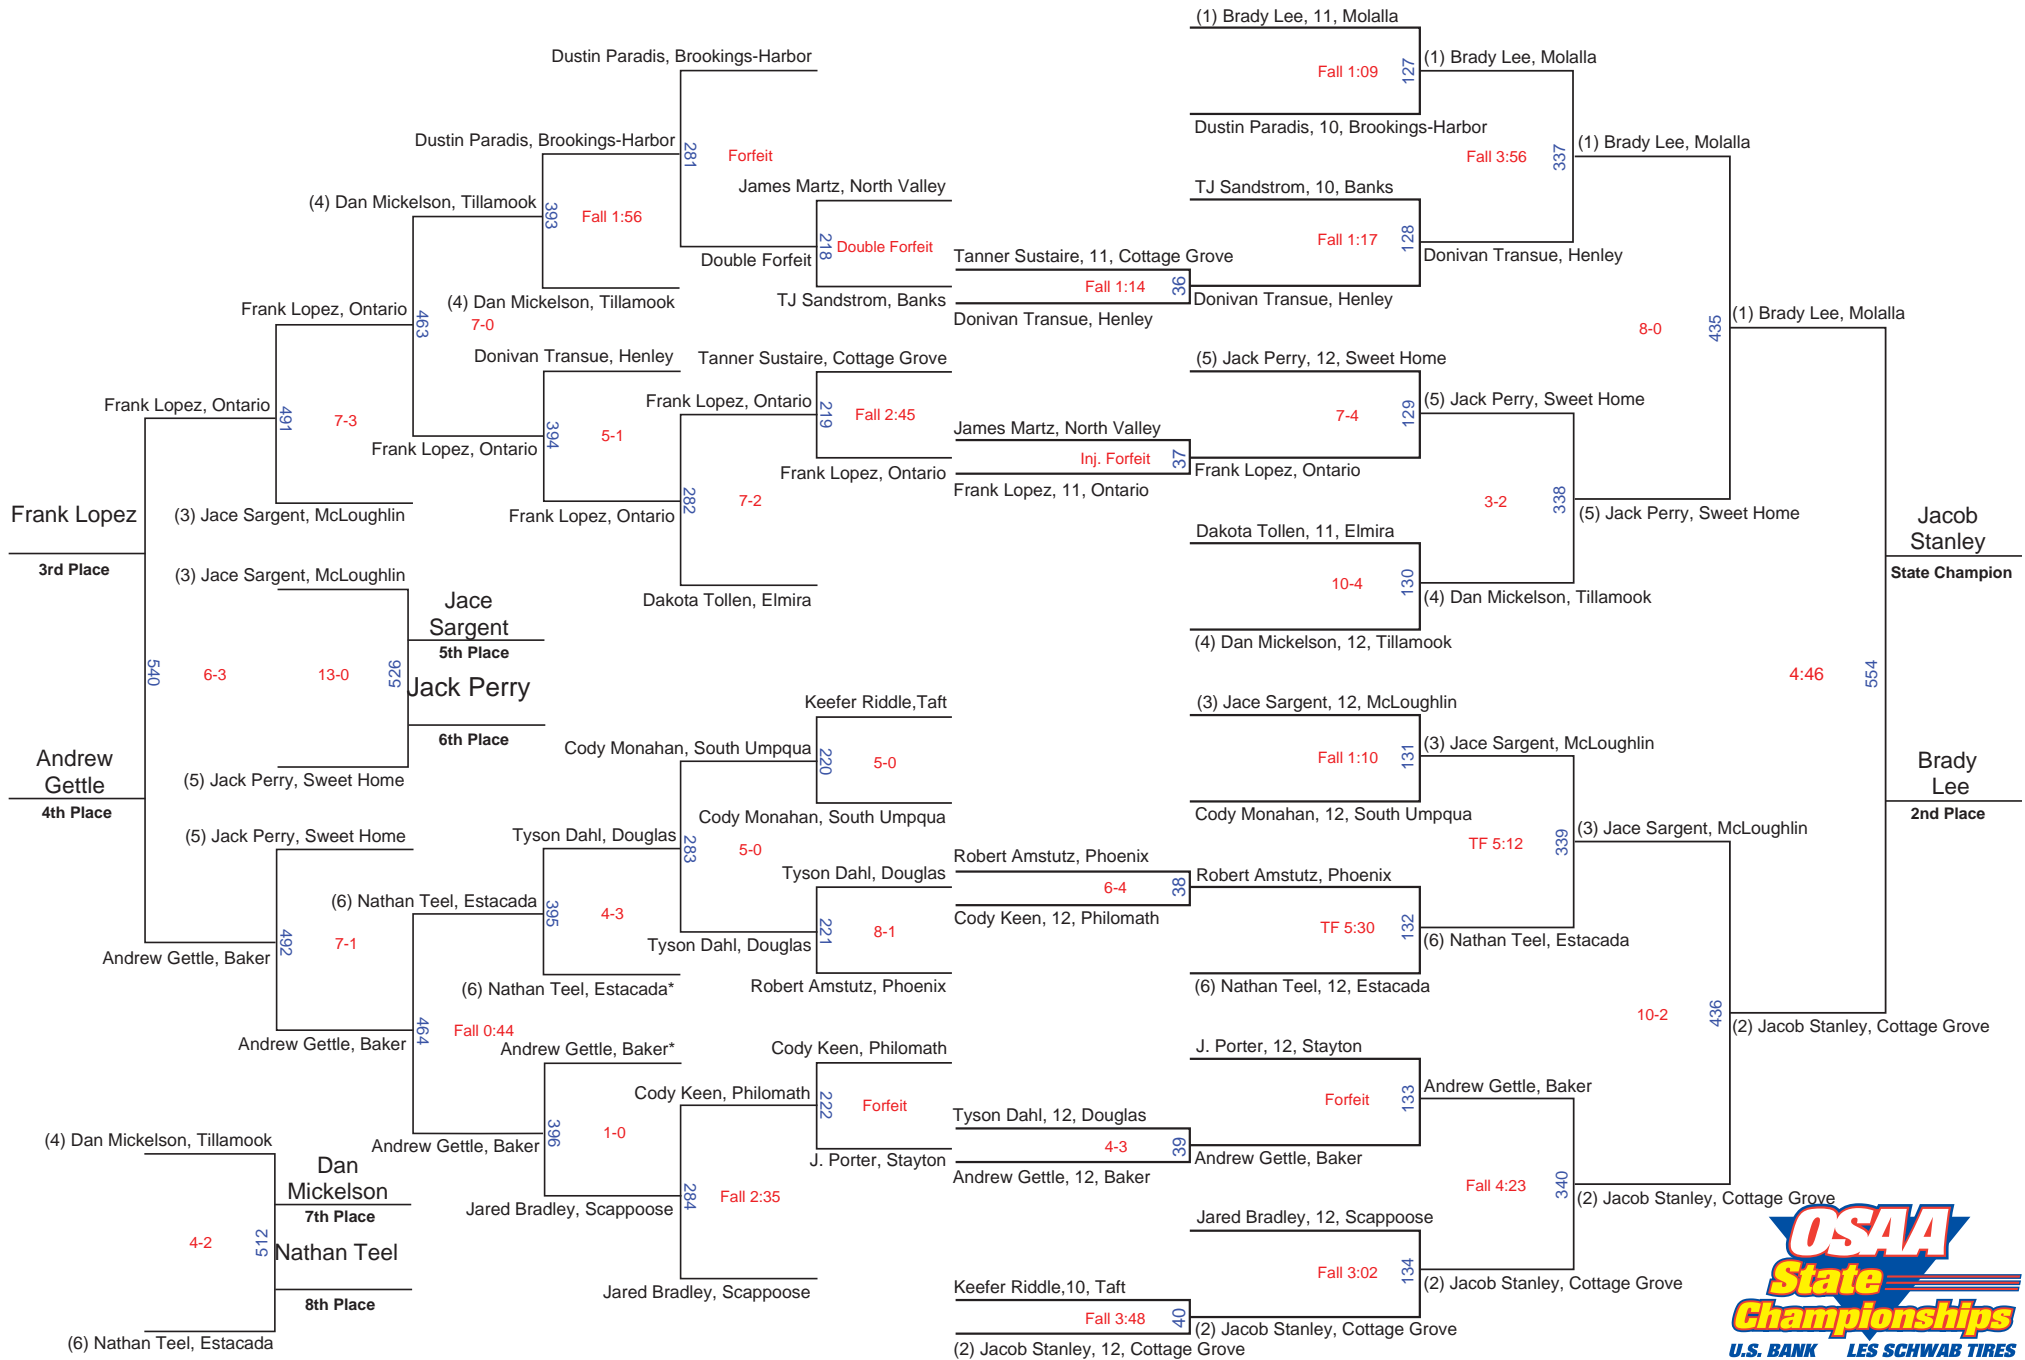 (1) Brady Lee, 11, Molalla
Dustin Paradis, Brookings-Harbor
(1) Brady Lee, Molalla
Fall 1:09
127
Dustin Paradis, 10, Brookings-Harbor
Dustin Paradis, Brookings-Harbor
281
Forfeit
Fall 3:56
337
(1) Brady Lee, Molalla
James Martz, North Valley
TJ Sandstrom, 10, Banks
(4) Dan Mickelson, Tillamook
393
Fall 1:56
218
Double Forfeit
Fall 1:17
128
Double Forfeit
Tanner Sustaire, 11, Cottage Grove
Donivan Transue, Henley
Fall 1:14
36
(4) Dan Mickelson, Tillamook
TJ Sandstrom, Banks
Donivan Transue, Henley
Frank Lopez, Ontario
463
7-0
Donivan Transue, Henley
8-0
435
(1) Brady Lee, Molalla
Donivan Transue, Henley
Tanner Sustaire, Cottage Grove
(5) Jack Perry, 12, Sweet Home
Frank Lopez, Ontario
491
7-3
Frank Lopez, Ontario
219
Fall 2:45
7-4
129
(5) Jack Perry, Sweet Home
394
5-1
James Martz, North Valley
Frank Lopez, Ontario
Inj. Forfeit
37
Frank Lopez, Ontario
Frank Lopez, Ontario
Frank Lopez, 11, Ontario
Frank Lopez
(3) Jace Sargent, McLoughlin
Frank Lopez, Ontario
282
7-2
3-2
338
(5) Jack Perry, Sweet Home
Dakota Tollen, 11, Elmira
Jacob
Stanley
3rd Place
(3) Jace Sargent, McLoughlin
10-4
130
State Champion
Jace
Sargent
Dakota Tollen, Elmira
(4) Dan Mickelson, Tillamook
5th Place
(4) Dan Mickelson, 12, Tillamook
540
6-3
13-0
526
Jack Perry
4:46
554
Keefer Riddle,Taft
(3) Jace Sargent, 12, McLoughlin
6th Place
Andrew
Gettle
(5) Jack Perry, Sweet Home
Cody Monahan, South Umpqua
220
5-0
Fall 1:10
131
(3) Jace Sargent, McLoughlin
Brady
Lee
4th Place
Cody Monahan, South Umpqua
Cody Monahan, 12, South Umpqua
2nd Place
(5) Jack Perry, Sweet Home
Tyson Dahl, Douglas
283
5-0
TF 5:12
339
(3) Jace Sargent, McLoughlin
Tyson Dahl, Douglas
Robert Amstutz, Phoenix
6-4
38
Robert Amstutz, Phoenix
(6) Nathan Teel, Estacada
395
4-3
Cody Keen, 12, Philomath
492
7-1
Tyson Dahl, Douglas
221
8-1
TF 5:30
132
(6) Nathan Teel, Estacada
Andrew Gettle, Baker
(6) Nathan Teel, Estacada*
Robert Amstutz, Phoenix
(6) Nathan Teel, 12, Estacada
Andrew Gettle, Baker
464
Fall 0:44
10-2
436
(2) Jacob Stanley, Cottage Grove
Andrew Gettle, Baker*
Cody Keen, Philomath
J. Porter, 12, Stayton
Cody Keen, Philomath
222
Forfeit
Forfeit
133
Andrew Gettle, Baker
Tyson Dahl, 12, Douglas
(4) Dan Mickelson, Tillamook
Andrew Gettle, Baker
396
1-0
4-3
39
Andrew Gettle, Baker
J. Porter, Stayton
Andrew Gettle, 12, Baker
Dan
Mickelson
Jared Bradley, Scappoose
284
Fall 2:35
Fall 4:23
340
(2) Jacob Stanley, Cottage Grove
7th Place
Jared Bradley, 12, Scappoose
4-2
512
Nathan Teel
Fall 3:02
134
(2) Jacob Stanley, Cottage Grove
8th Place
Jared Bradley, Scappoose
Keefer Riddle,10, Taft
Fall 3:48
40
(2) Jacob Stanley, Cottage Grove
(6) Nathan Teel, Estacada
(2) Jacob Stanley, 12, Cottage Grove
OSAA
State
Championships
U.S. BANK LES SCHWAB TIRES